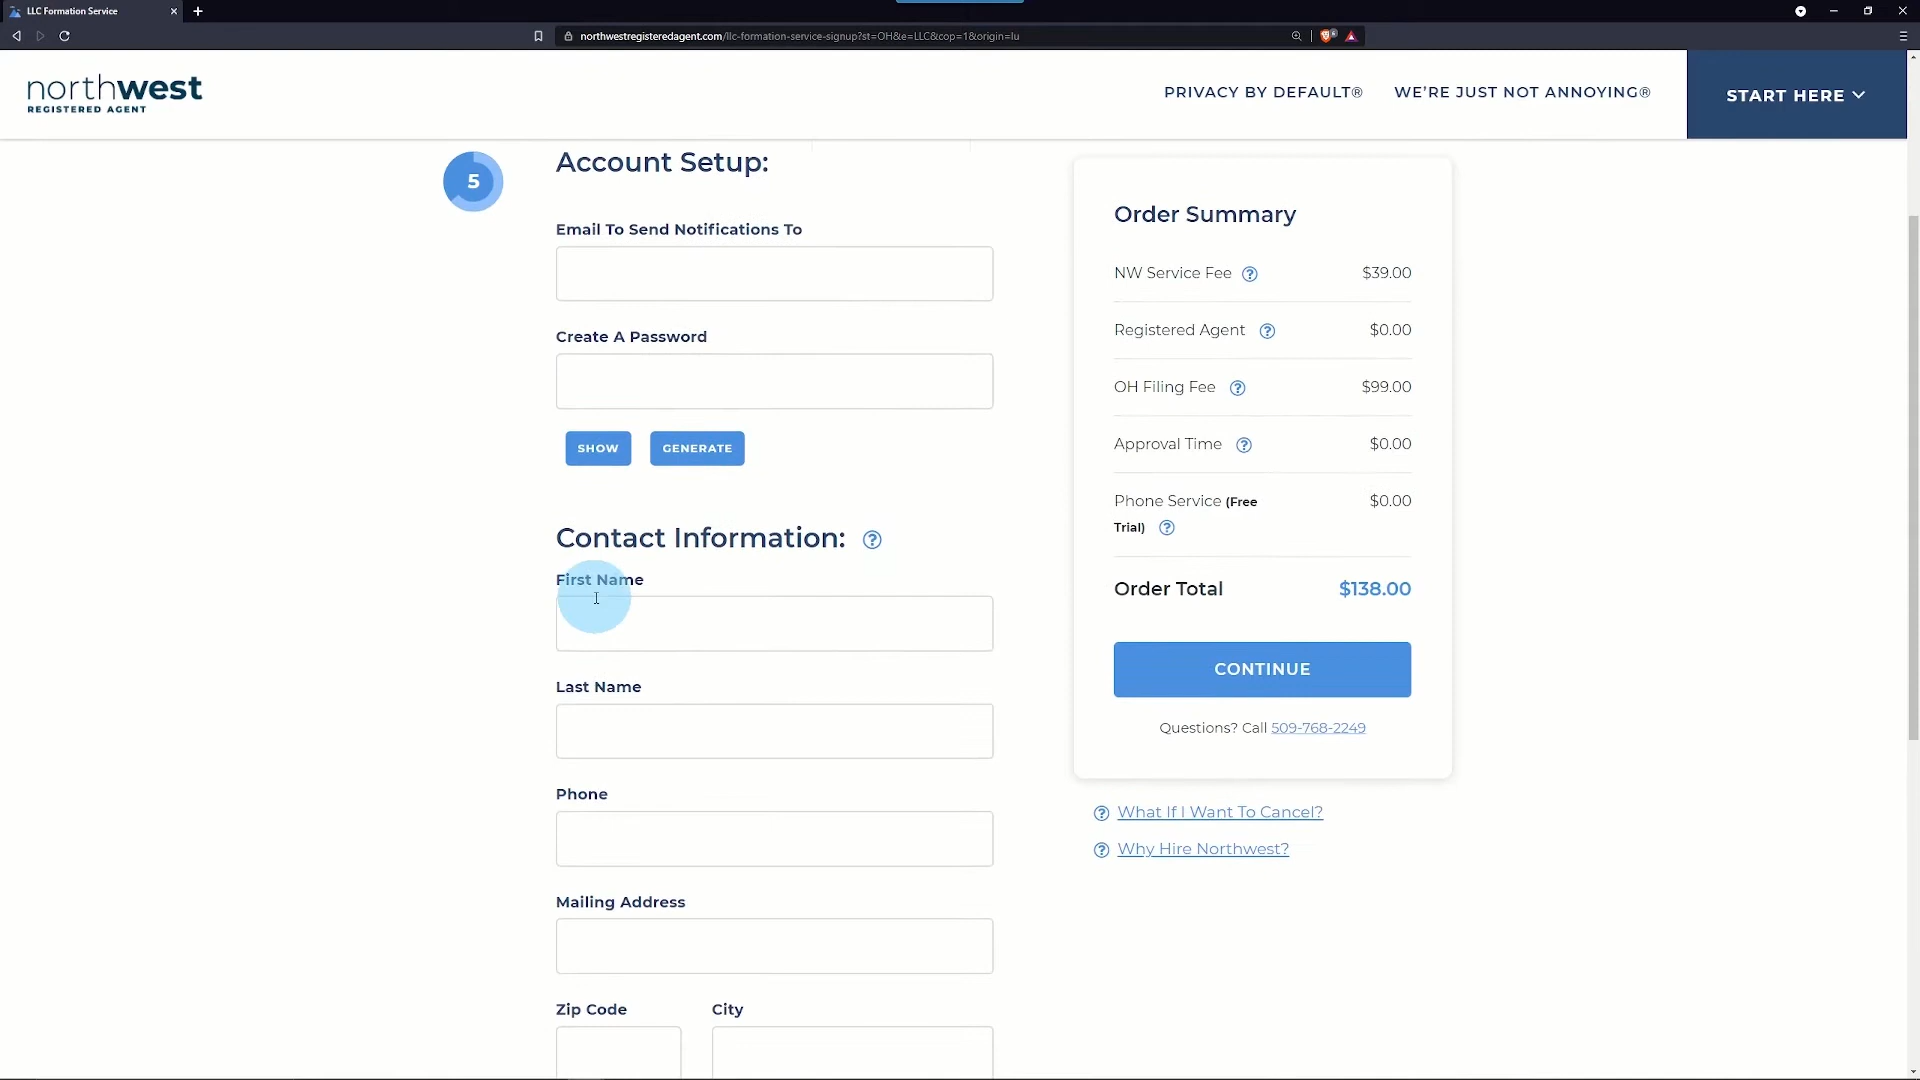 LLC Formation Service
northwestregisteredagent.com/llc-formation-service-signup?st=OH&e=LLC&cop=1&origin=lu
northwest
REGISTERED AGENT
PRIVACY BY DEFAULT®
WE'RE JUST NOT ANNOYING®
START HERE
5
Account Setup:
Email To Send Notifications To
Create A Password
SHOW
GENERATE
Contact Information: ?
First Name
Last Name
Phone
Mailing Address
Zip Code
City
Order Summary
NW Service Fee ? $39.00
Registered Agent ? $0.00
OH Filing Fee ? $99.00
Approval Time ? $0.00
Phone Service (Free $0.00
Trial) ?
Order Total $138.00
CONTINUE
Questions? Call 509-768-2249
? What If I Want To Cancel?
? Why Hire Northwest?